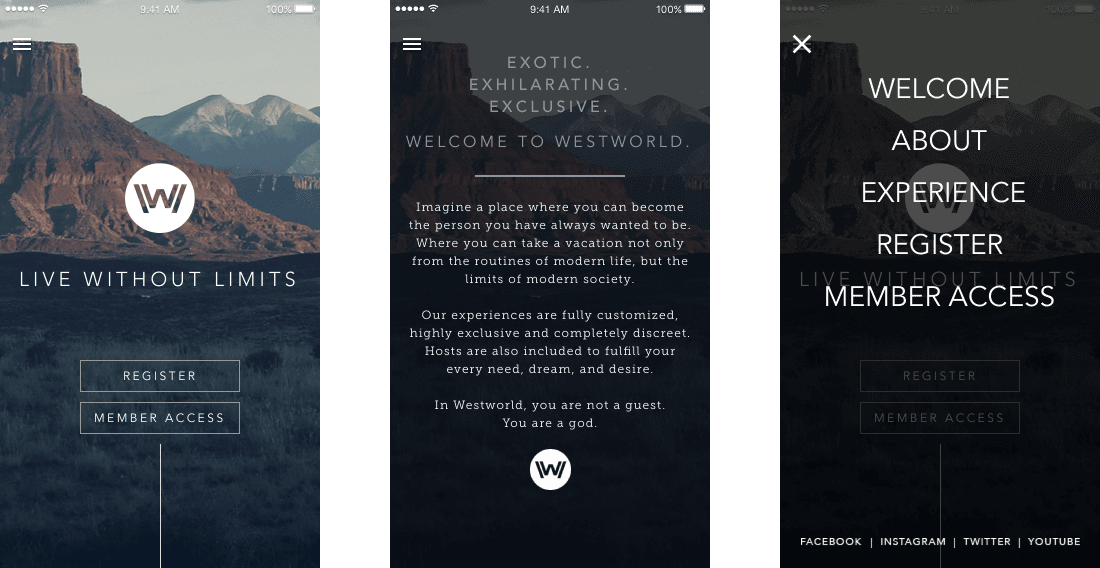 9:41 AM
100%
W
LIVE WITHOUT LIMITS
REGISTER
MEMBER ACCESS
9:41 AM
100%
EXOTIC.
EXHILARATING.
EXCLUSIVE.
WELCOME TO WESTWORLD.
Imagine a place where you can become
the person you have always wanted to be.
Where you can take a vacation not only
from the routines of modern life, but the
limits of modern society.
Our experiences are fully customized,
highly exclusive and completely discreet.
Hosts are also included to fulfill your
every need, dream, and desire.
In Westworld, you are not a guest.
You are a god.
W
9:41 AM
100%
WELCOME
ABOUT
EXPERIENCE
W
REGISTER
LIVE WITHOUT LIMITS
MEMBER ACCESS
REGISTER
MEMBER ACCESS
FACEBOOK | INSTAGRAM | TWITTER | YOUTUBE